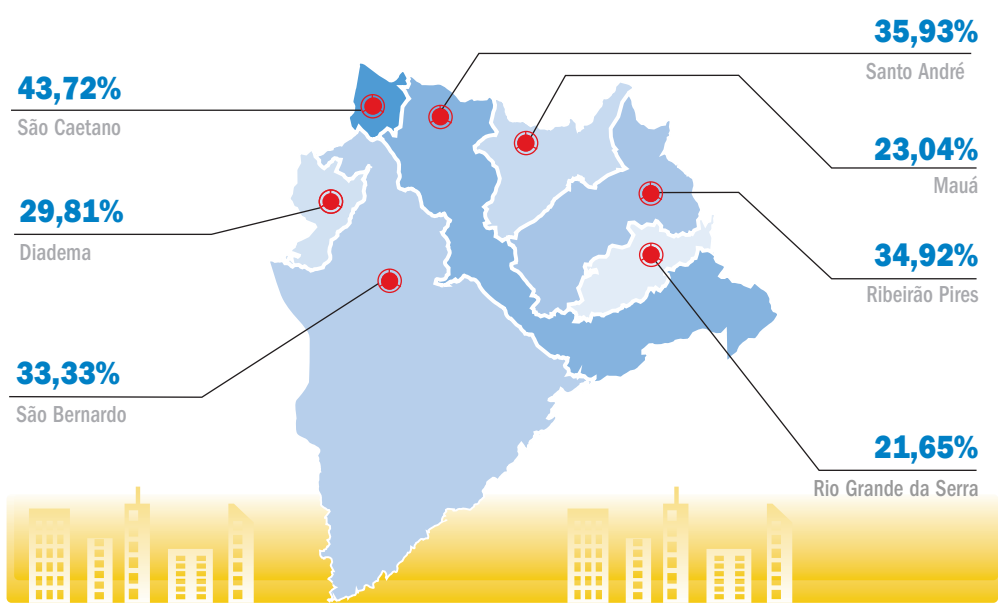 43,72%
São Caetano
29,81%
Diadema
33,33%
São Bernardo
35,93%
Santo André
23,04%
Mauá
34,92%
Ribeirão Pires
21,65%
Rio Grande da Serra